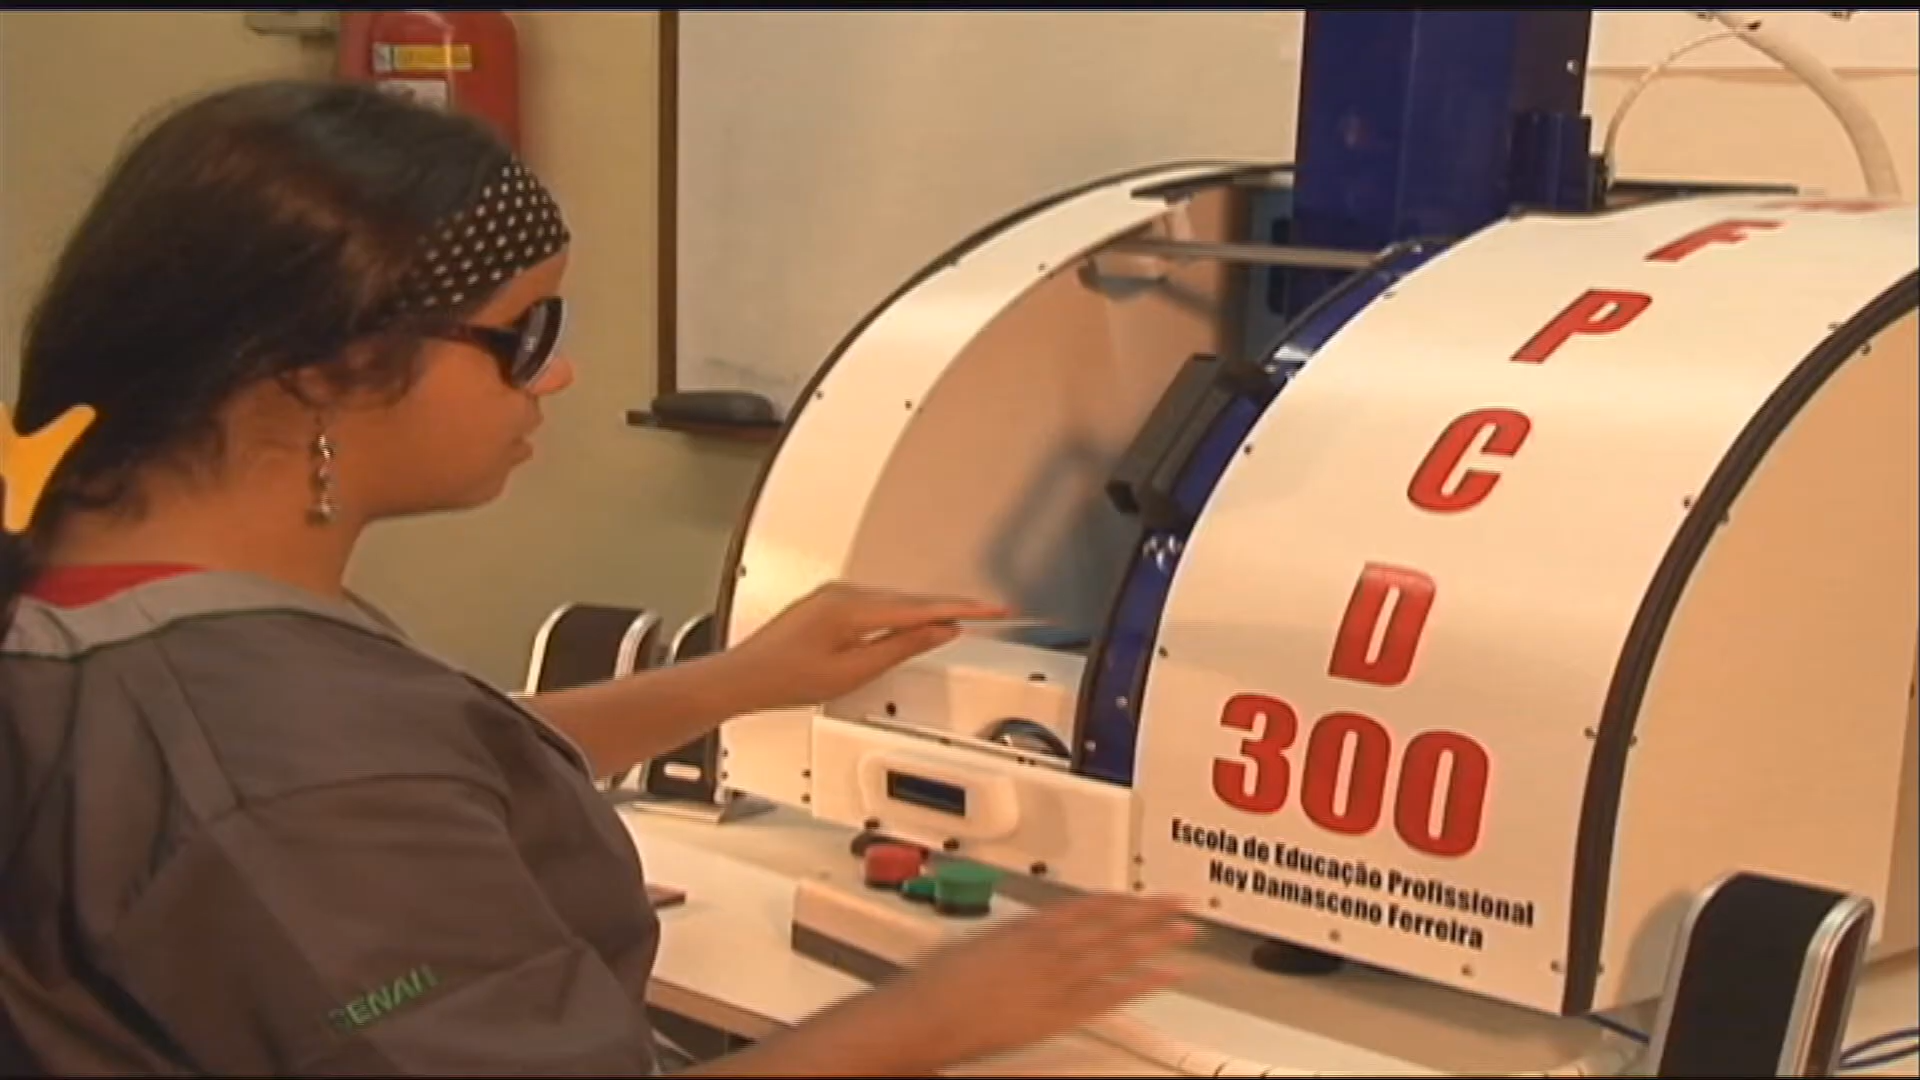 F
P
C
D
300
Escola de Educação Profissional
Ney Damasceno Ferreira
SENAI